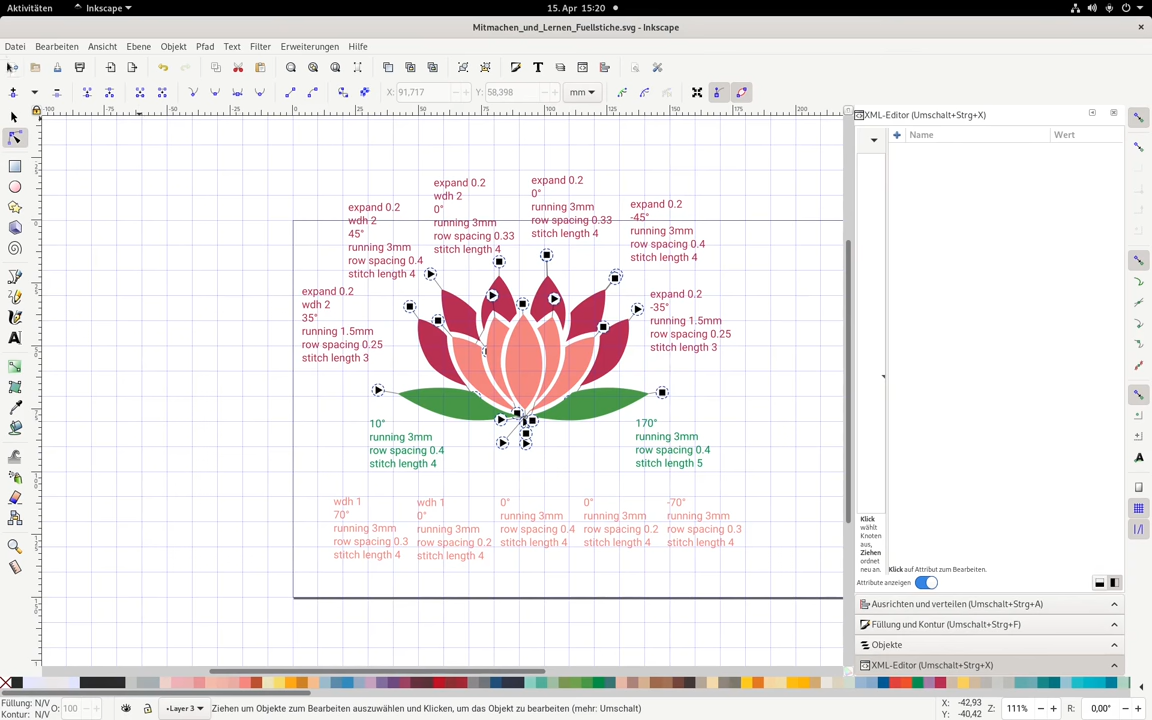 Aktivitäten
Inkscape
15. Apr 15:20
Mitmachen_und_Lernen_Fuellstiche.svg - Inkscape
Datei Bearbeiten Ansicht Ebene Objekt Pfad Text Filter Erweiterungen Hilfe
X: 91,717
Y: 58,398
mm
XML-Editor (Umschalt+Strg+X)
Name
Wert
expand 0.2
wdh 2
45°
running 3mm
row spacing 0.4
stitch length 4
expand 0.2
wdh 2
0°
running 3mm
row spacing 0.33
stitch length 4
expand 0.2
0°
running 3mm
row spacing 0.33
stitch length 4
expand 0.2
-45°
running 3mm
row spacing 0.4
stitch length 4
expand 0.2
wdh 2
35°
running 1.5mm
row spacing 0.25
stitch length 3
expand 0.2
-35°
running 1.5mm
row spacing 0.25
stitch length 3
10°
running 3mm
row spacing 0.4
stitch length 4
170°
running 3mm
row spacing 0.4
stitch length 5
wdh 1
70°
running 3mm
row spacing 0.3
stitch length 4
wdh 1
0°
running 3mm
row spacing 0.2
stitch length 4
0°
running 3mm
row spacing 0.4
stitch length 4
0°
running 3mm
row spacing 0.2
stitch length 4
-70°
running 3mm
row spacing 0.3
stitch length 4
Klick
wählt
Knoten
aus,
Ziehen
ordnet
neu an.
Klick auf Attribut zum Bearbeiten.
Attribute anzeigen
Ausrichten und verteilen (Umschalt+Strg+A)
Füllung und Kontur (Umschalt+Strg+F)
Objekte
XML-Editor (Umschalt+Strg+X)
Füllung: N/V
Kontur: N/V
O: 100
Layer 3
Ziehen um Objekte zum Bearbeiten auszuwählen und Klicken, um das Objekt zu bearbeiten (mehr: Umschalt)
X: -42,93
Y: -40,42
Z: 111%
R: 0,00°